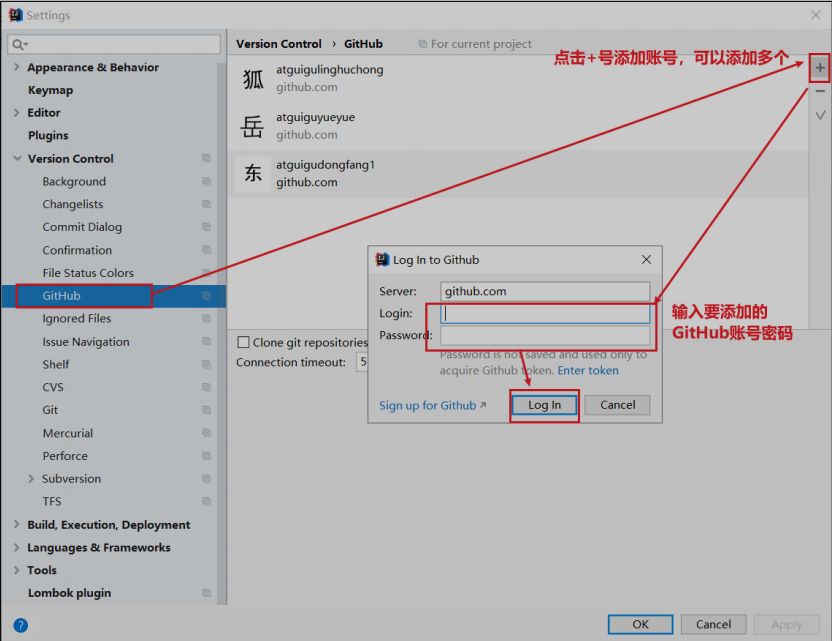 Settings
Version Control › GitHub
For current project
点击+号添加账号，可以添加多个
Appearance & Behavior
Keymap
Editor
Plugins
Version Control
Background
Changelists
Commit Dialog
Confirmation
File Status Colors
GitHub
Ignored Files
Issue Navigation
Shelf
CVS
Git
Mercurial
Perforce
Subversion
TFS
Build, Execution, Deployment
Languages & Frameworks
Tools
Lombok plugin
狐
atguigulinghuchong
github.com
岳
atguiguyueyue
github.com
东
atguigudongfang1
github.com
Clone git repositories
Connection timeout: 5
Log In to Github
Server: github.com
Login:
Password:
Password is not saved and used only to
acquire Github token. Enter token
Sign up for Github
Log In
Cancel
输入要添加的
GitHub账号密码
?
OK
Cancel
Apply